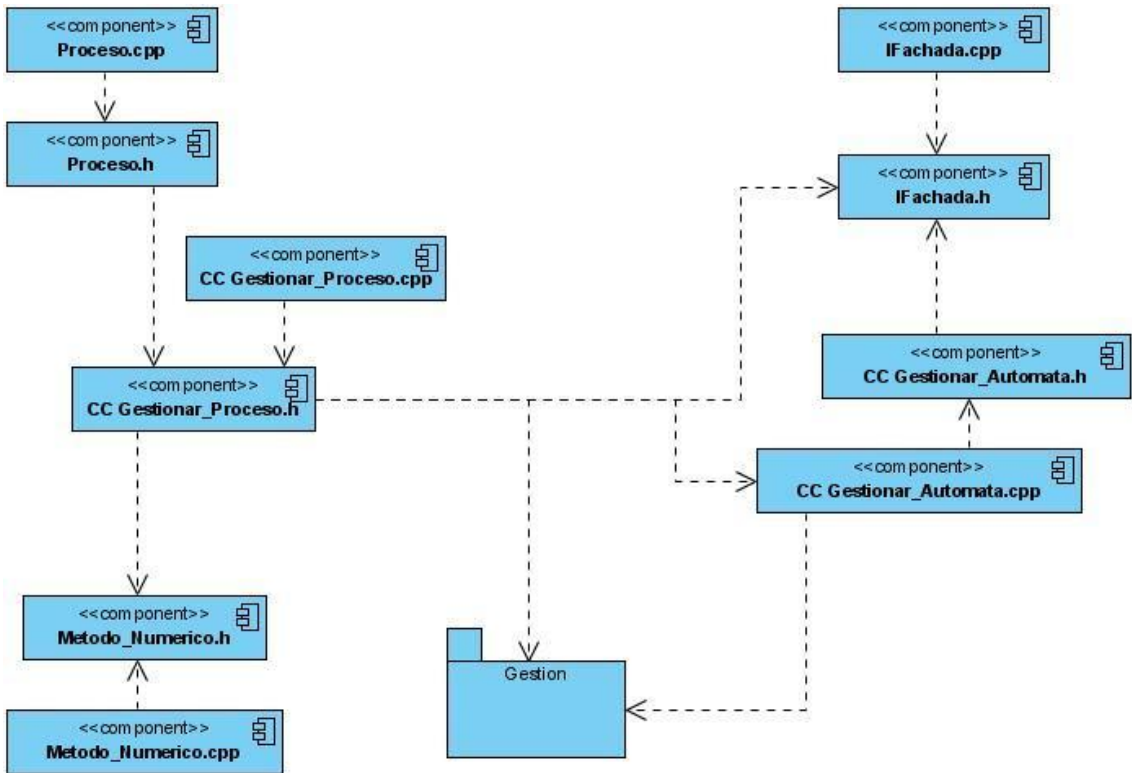 <<component>>
Proceso.cpp
<<component>>
IFachada.cpp
<<component>>
Proceso.h
<<component>>
IFachada.h
<<component>>
CC Gestionar_Proceso.cpp
<<component>>
CC Gestionar_Automata.h
<<component>>
CC Gestionar_Proceso.h
<<component>>
CC Gestionar_Automata.cpp
<<component>>
Metodo_Numerico.h
Gestion
<<component>>
Metodo_Numerico.cpp